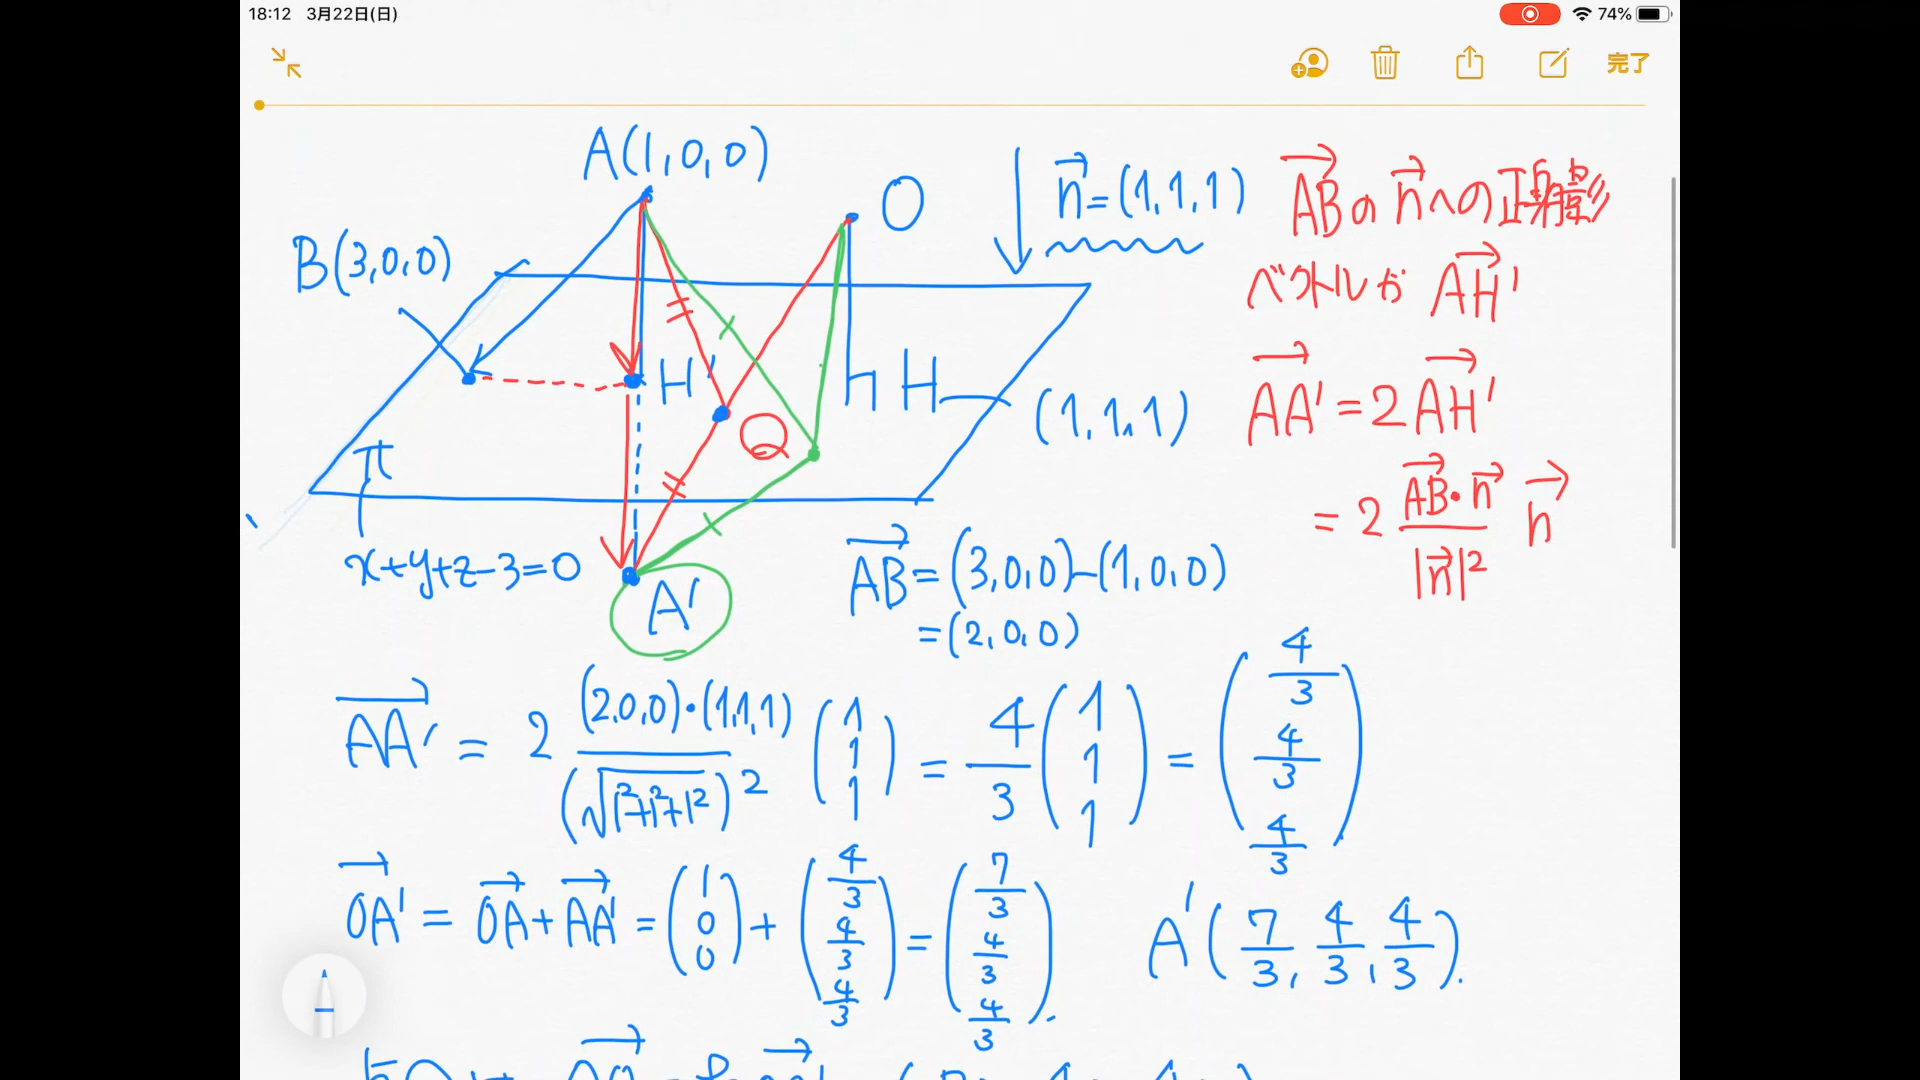 18:12 3月22日(日) 74%
完了
A(1,0,0)
O
B(3,0,0)
n⃗=(1,1,1)
AB⃗のn⃗への正射影
ベクトルが AH'⃗
H'
h H
Q
(1,1,1)
π
x+y+z-3=0
A'
AA'⃗=2AH'⃗
=2 (AB⃗・n⃗)/|n⃗|² n⃗
AB⃗=(3,0,0)-(1,0,0)
=(2,0,0)
AA'⃗ = 2 ((2,0,0)・(1,1,1))/(√1²+1²+1²)² (1 1 1) = 4/3 (1 1 1) = (4/3 4/3 4/3)
OA'⃗ = OA⃗+AA'⃗ = (1 0 0) + (4/3 4/3 4/3) = (7/3 4/3 4/3).
A'(7/3, 4/3, 4/3).